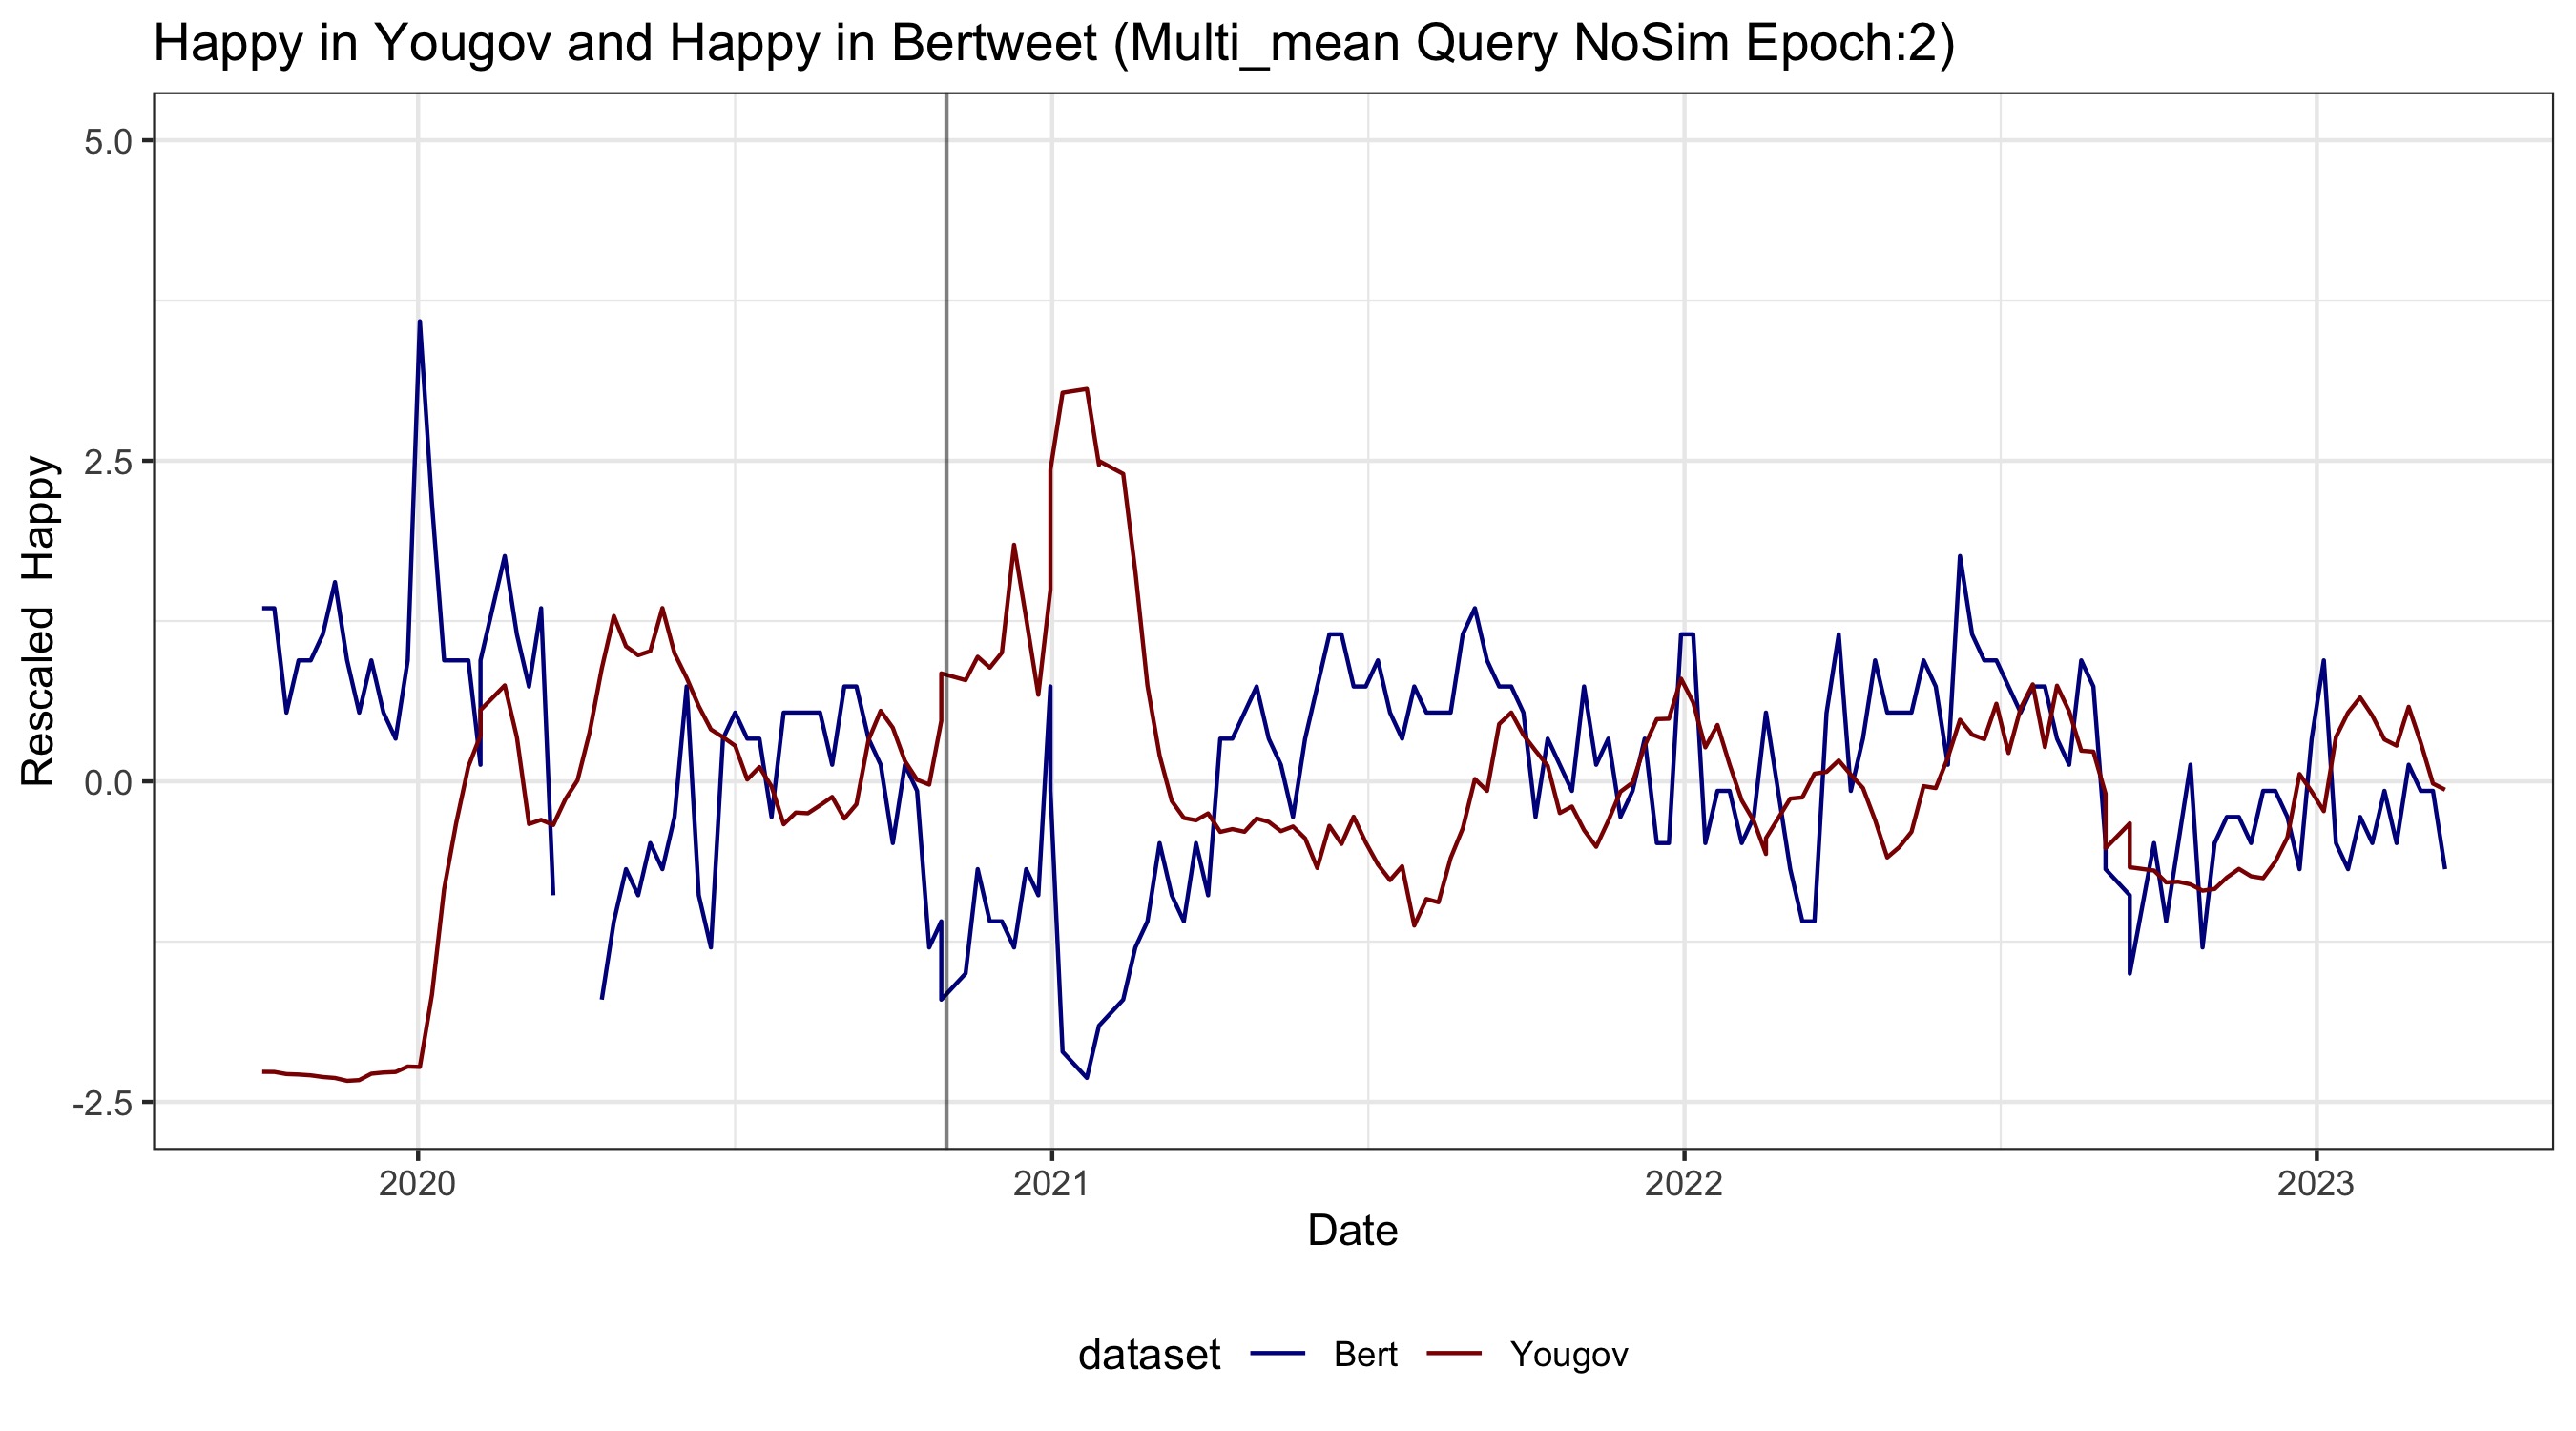 Happy in Yougov and Happy in Bertweet (Multi_mean Query NoSim Epoch:2)
Rescaled Happy
5.0
2.5
0.0
-2.5
2020
2021
2022
2023
Date
dataset
Bert
Yougov